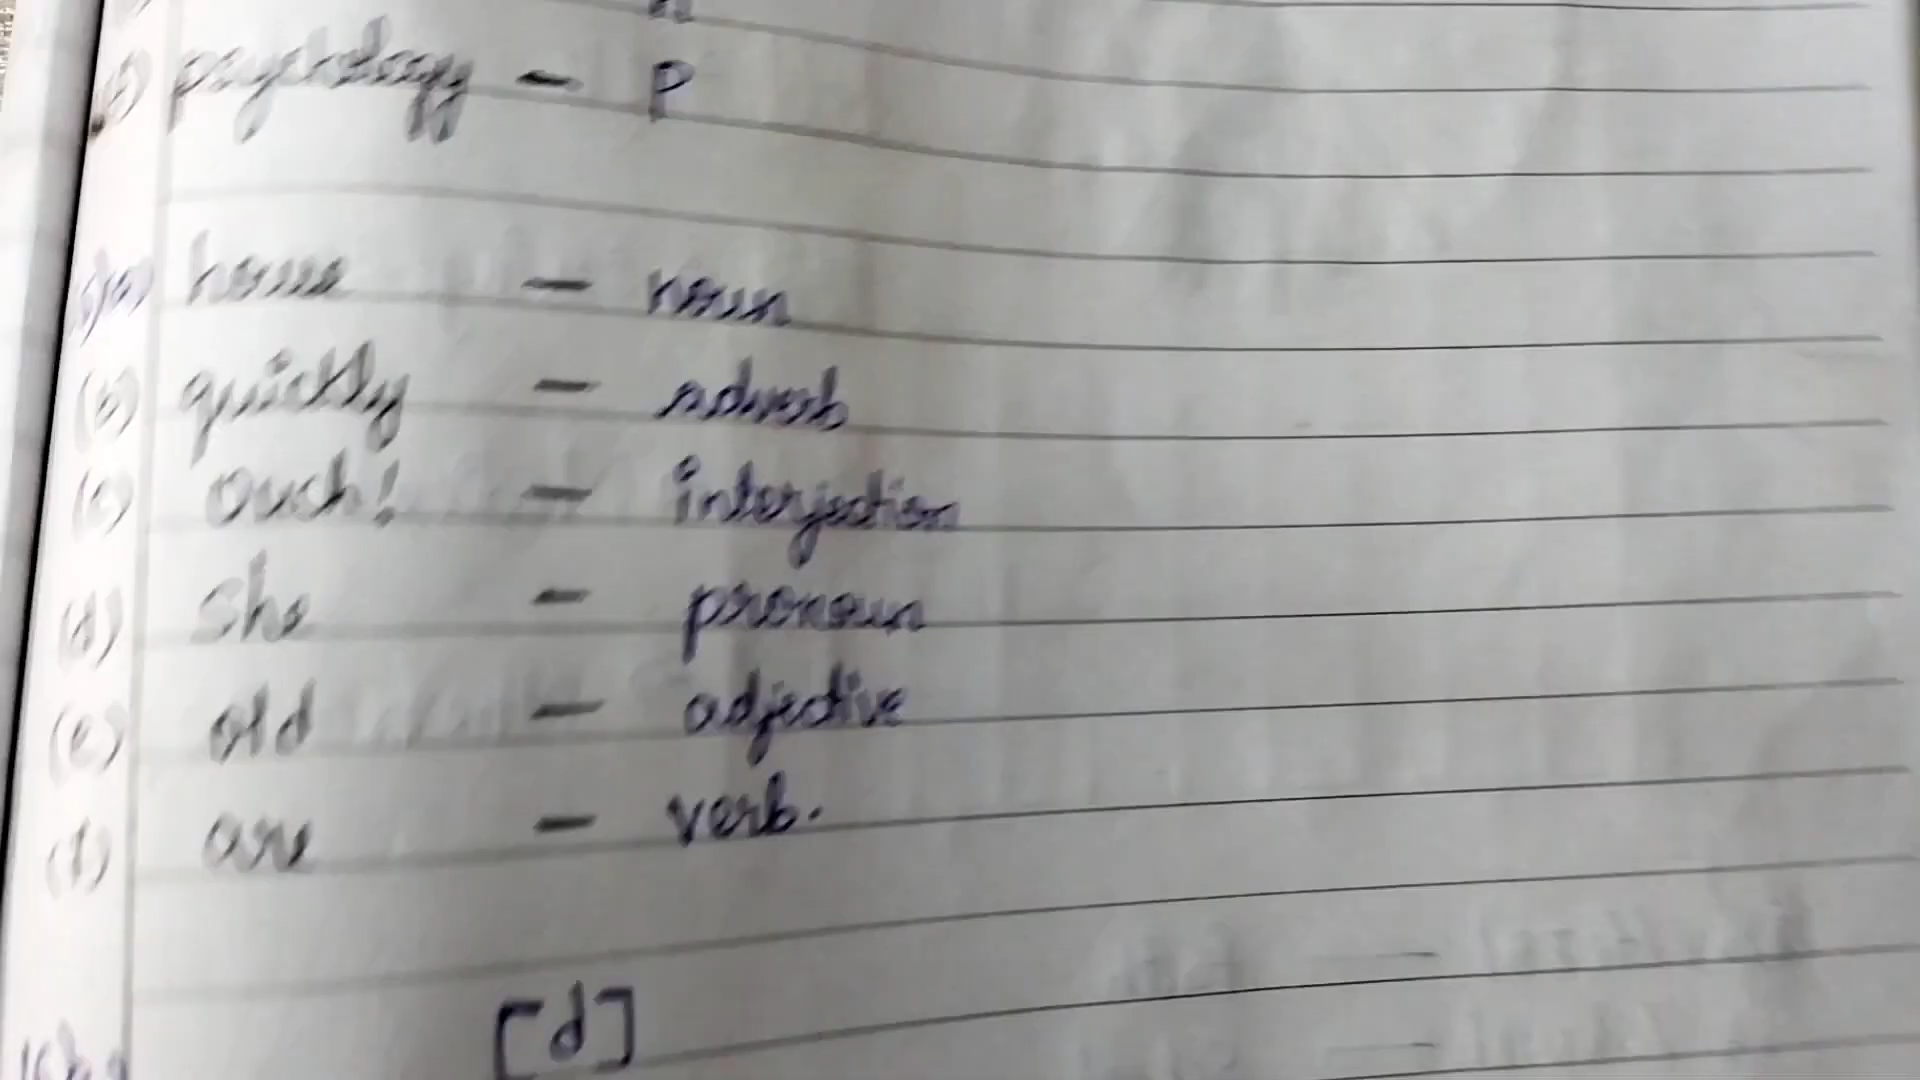 (f) psychology – P
(a) house – noun
(b) quickly – adverb
(c) ouch! – interjection
(d) she – pronoun
(e) old – adjective
(f) are – verb.
[d]